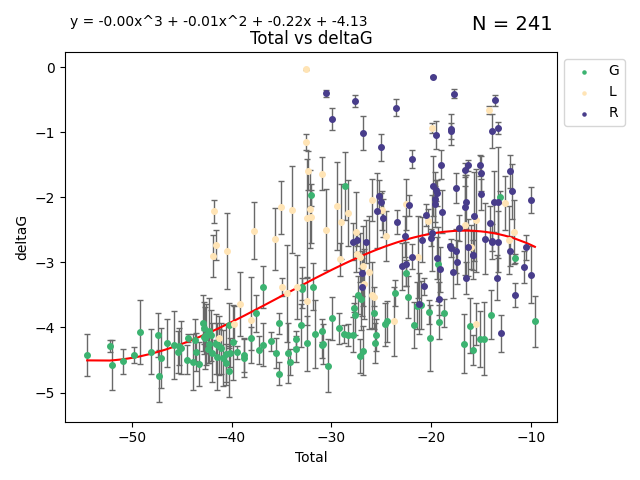 y = -0.00x^3 + -0.01x^2 + -0.22x + -4.13
N = 241
Total vs deltaG
G
L
R
deltaG
0
−1
−2
−3
−4
−5
−50
−40
−30
−20
−10
Total